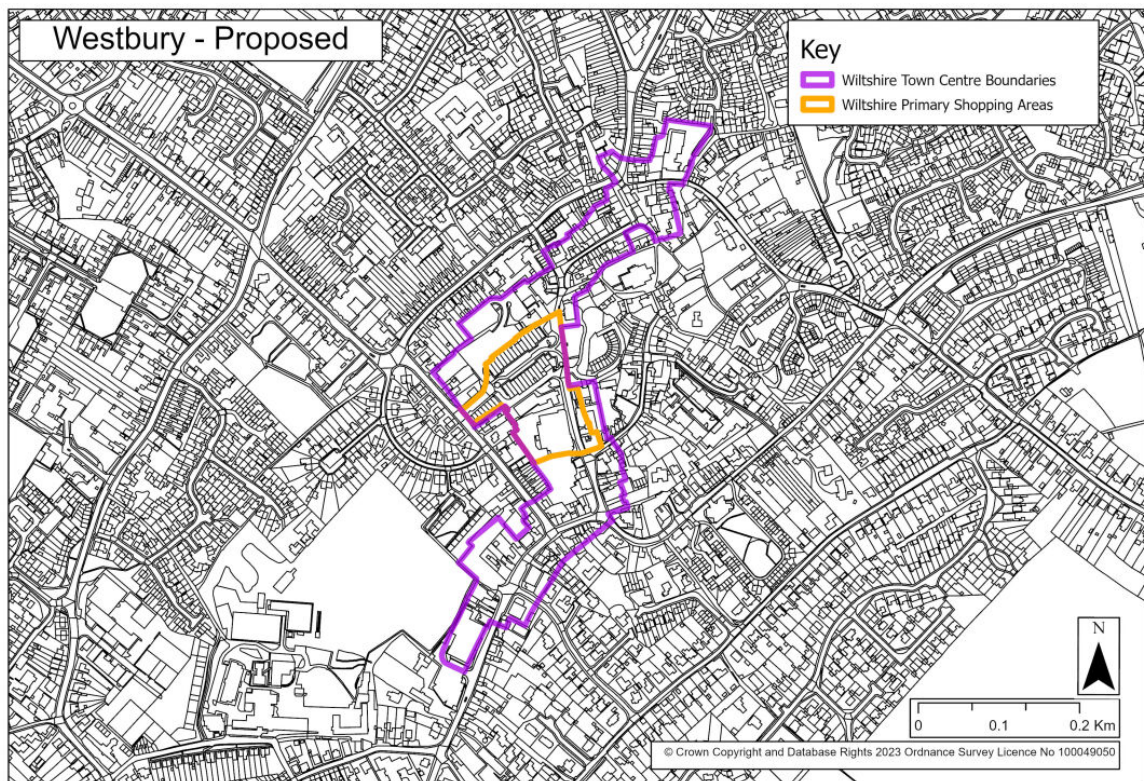 Westbury - Proposed
Key
Wiltshire Town Centre Boundaries
Wiltshire Primary Shopping Areas
N
0 0.1 0.2 Km
© Crown Copyright and Database Rights 2023 Ordnance Survey Licence No 100049050